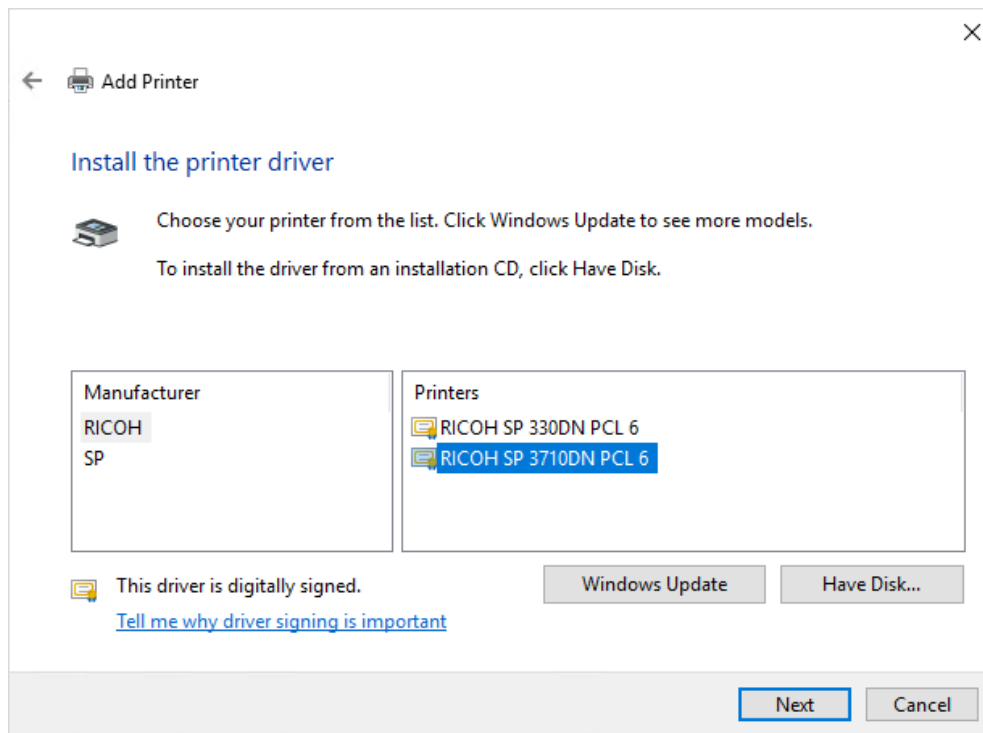 Add Printer
Install the printer driver
Choose your printer from the list. Click Windows Update to see more models.
To install the driver from an installation CD, click Have Disk.
Manufacturer
RICOH
SP
Printers
RICOH SP 330DN PCL 6
RICOH SP 3710DN PCL 6
This driver is digitally signed.
Tell me why driver signing is important
Windows Update
Have Disk...
Next
Cancel